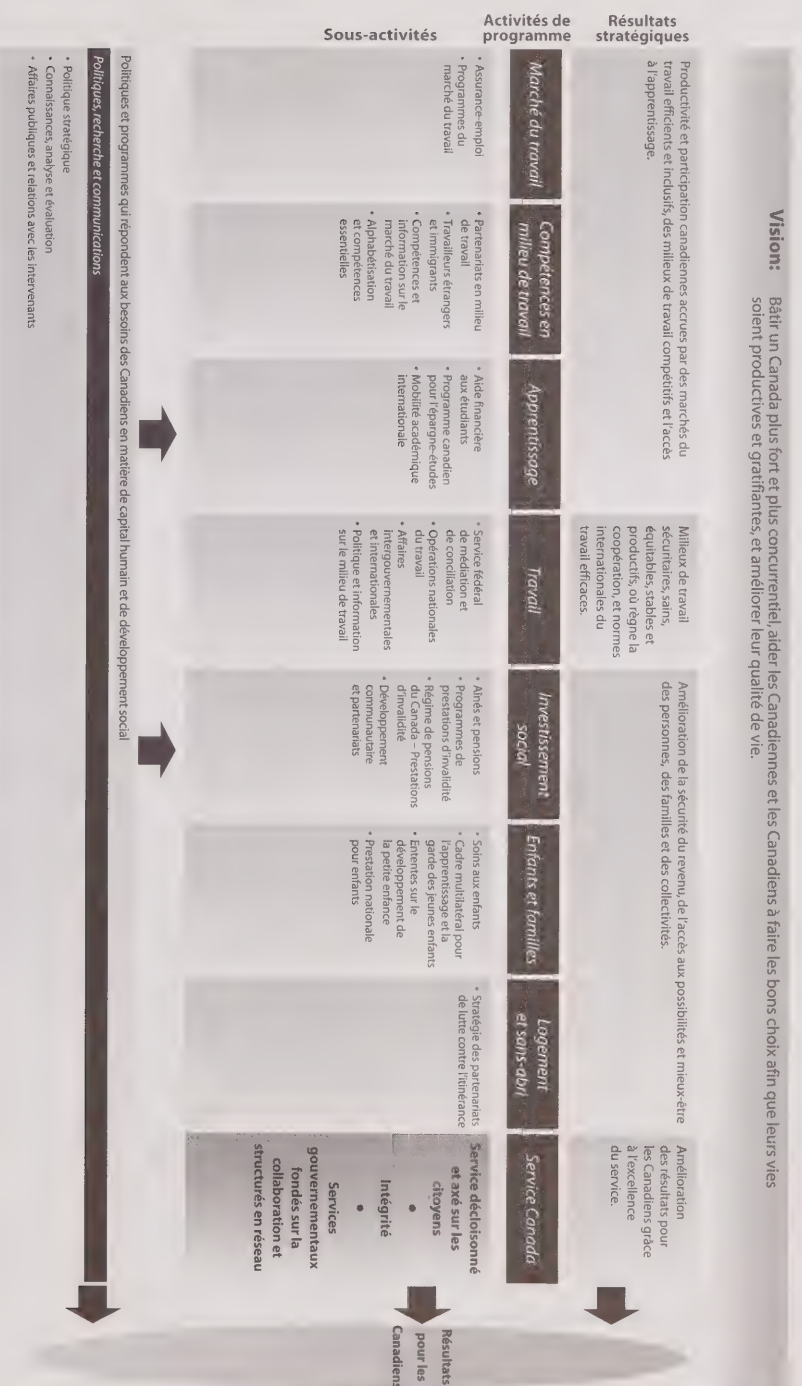 Vision: Bâtir un Canada plus fort et plus concurrentiel, aider les Canadiennes et les Canadiens à faire les bons choix afin que leurs vies
soient productives et gratifiantes, et améliorer leur qualité de vie.
Résultats
stratégiques
Productivité et participation canadiennes accrues par des marchés du
travail efficients et inclusifs, des milieux de travail compétitifs et l'accès
à l'apprentissage.
Milieux de travail
sécuritaires, sains,
équitables, stables et
productifs, où règne la
coopération, et normes
internationales du
travail efficaces.
Amélioration de la sécurité du revenu, de l'accès aux possibilités et mieux-être
des personnes, des familles et des collectivités.
Amélioration
des résultats pour
les Canadiens grâce
à l'excellence
du service.
Activités de
programme
Marché du travail
Compétences en
milieu de travail
Apprentissage
Travail
Investissement
social
Enfants et familles
Logement
et sans-abri
Service Canada
Sous-activités
• Assurance-emploi
• Programmes du
marché du travail
• Partenariats en milieu
de travail
• Travailleurs étrangers
et immigrants
• Compétences et
information sur le
marché du travail
• Alphabétisation
et compétences
essentielles
• Aide financière
aux étudiants
• Programme canadien
pour l'épargne-études
• Mobilité académique
internationale
• Service fédéral
de médiation et
de conciliation
• Opérations nationales
du travail
• Affaires
intergouvernementales
et internationales
• Politique et information
sur le milieu de travail
• Aînés et pensions
• Programmes de
prestations d'invalidité
• Régime de pensions
du Canada – Prestations
d'invalidité
• Développement
communautaire
et partenariats
• Soins aux enfants
• Cadre multilatéral pour
l'apprentissage et la
garde des jeunes enfants
• Ententes sur le
développement de
la petite enfance
• Prestation nationale
pour enfants
• Stratégie des partenariats
de lutte contre l'itinérance
Service décloisonné
et axé sur les
citoyens
•
Intégrité
•
Services
gouvernementaux
fondés sur la
collaboration et
structurés en réseau
Résultats
pour les
Canadiens
Politiques et programmes qui répondent aux besoins des Canadiens en matière de capital humain et de développement social
Politiques, recherche et communications
• Politique stratégique
• Connaissances, analyse et évaluation
• Affaires publiques et relations avec les intervenants